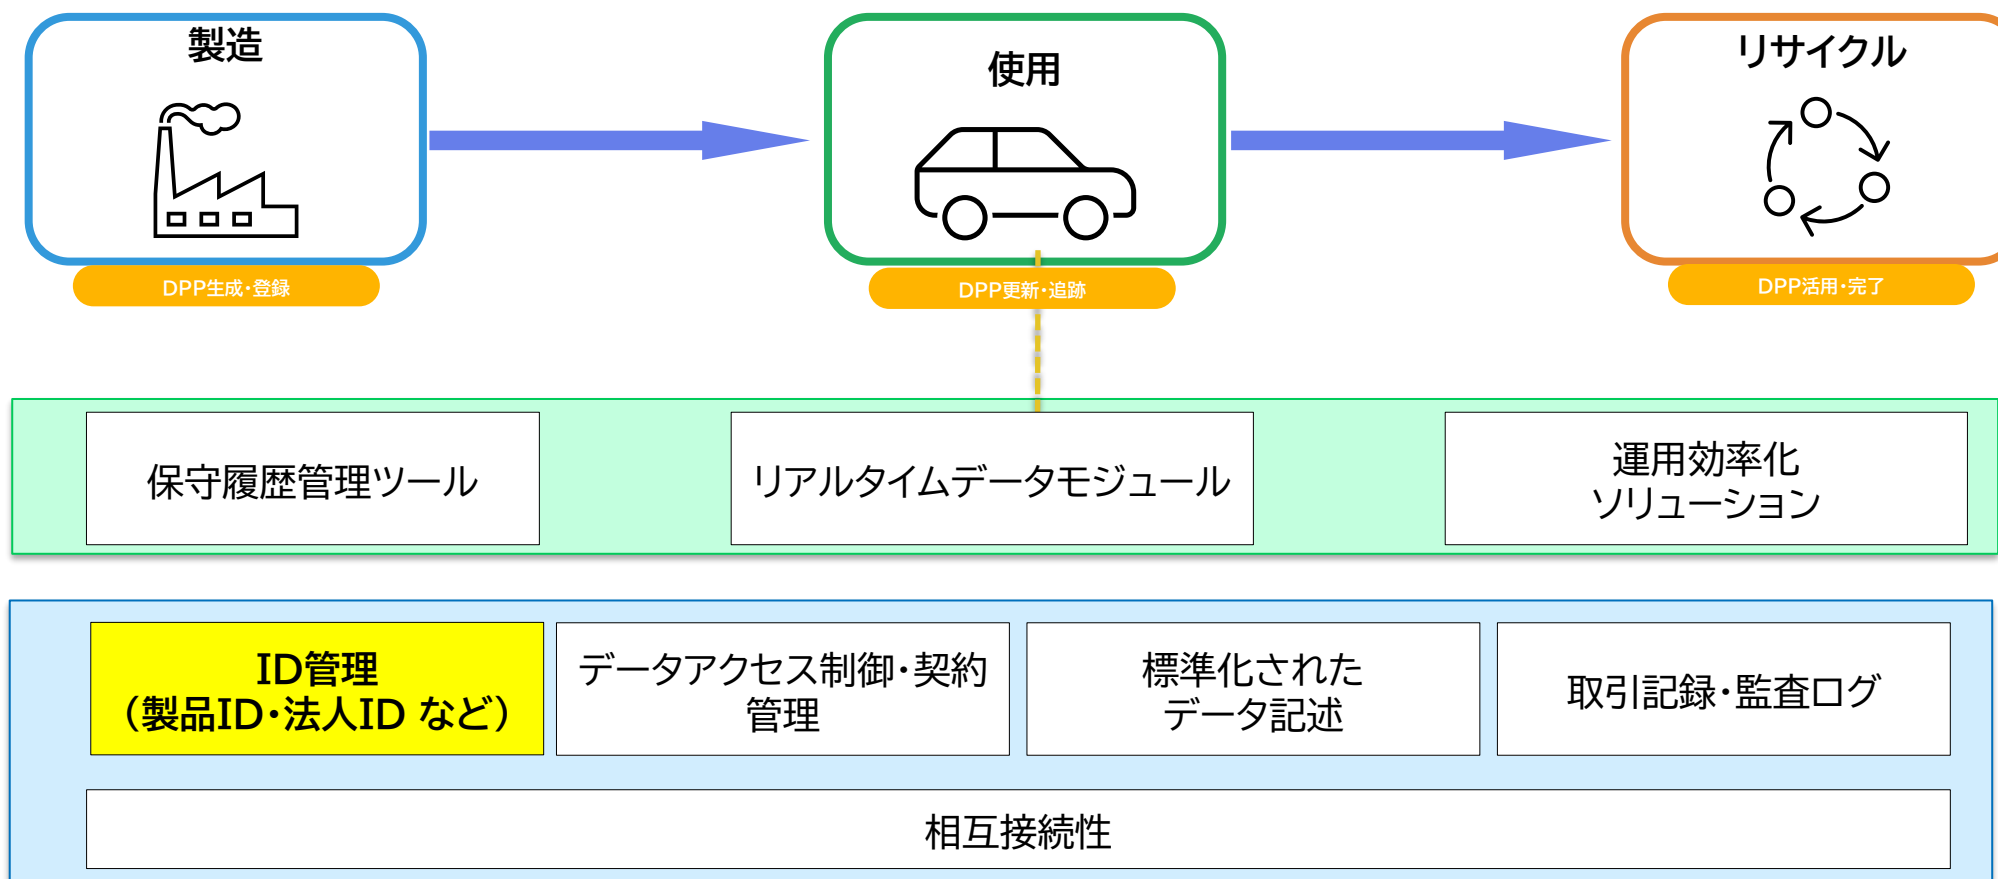 製造
使用
リサイクル
DPP生成・登録
DPP更新・追跡
DPP活用・完了
保守履歴管理ツール
リアルタイムデータモジュール
運用効率化
ソリューション
ID管理
（製品ID・法人ID など）
データアクセス制御・契約
管理
標準化された
データ記述
取引記録・監査ログ
相互接続性